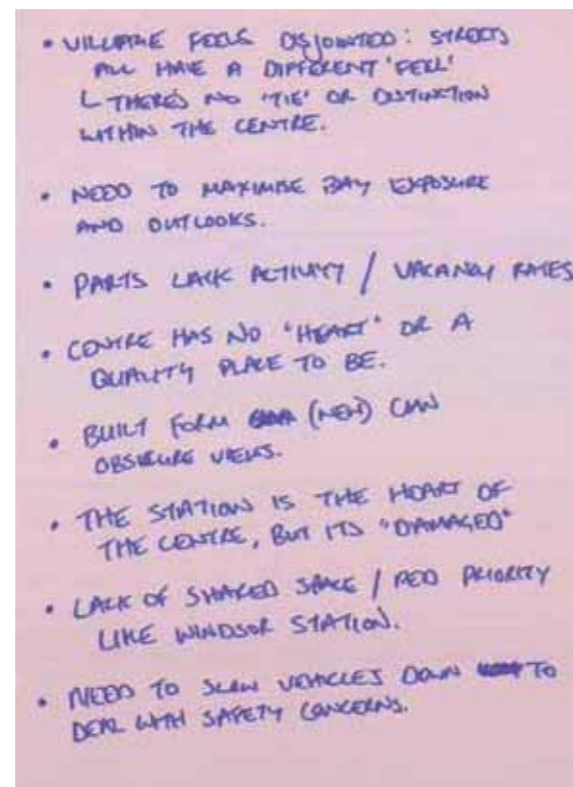 • VILLAGE FEELS DISJOINTED: STREETS
ALL HAVE A DIFFERENT 'FEEL'
↳ THERE'S NO 'TIE' OR DISTINCTION
WITHIN THE CENTRE.
• NEED TO MAXIMISE BAY EXPOSURE
AND OUTLOOKS.
• PARTS LACK ACTIVITY / VACANCY RATES
• CENTRE HAS NO 'HEART' OR A
QUALITY PLACE TO BE.
• BUILT FORM (NEW) CAN
OBSCURE VIEWS.
• THE STATION IS THE HEART OF
THE CENTRE, BUT ITS "DAMAGED"
• LACK OF SHARED SPACE / PED PRIORITY
LIKE WINDSOR STATION.
• NEED TO SLOW VEHICLES DOWN TO
DEAL WITH SAFETY CONCERNS.